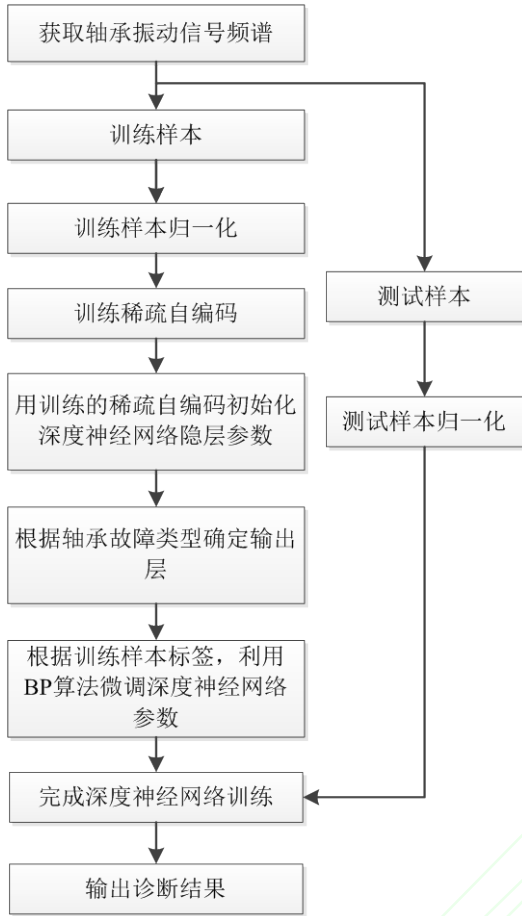 获取轴承振动信号频谱
训练样本
训练样本归一化
训练稀疏自编码
用训练的稀疏自编码初始化
深度神经网络隐层参数
根据轴承故障类型确定输出
层
根据训练样本标签，利用
BP算法微调深度神经网络
参数
测试样本
测试样本归一化
完成深度神经网络训练
输出诊断结果